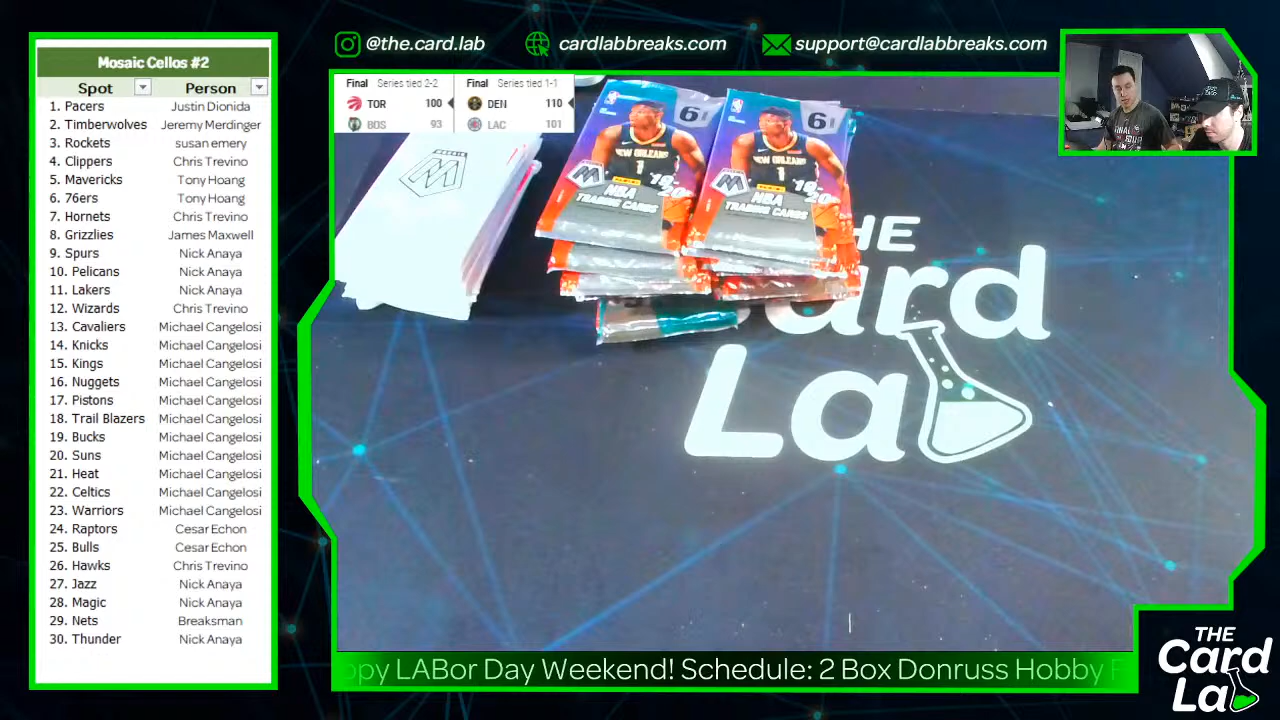 Mosaic Cellos #2
Spot Person
1. Pacers Justin Dionida
2. Timberwolves Jeremy Merdinger
3. Rockets susan emery
4. Clippers Chris Trevino
5. Mavericks Tony Hoang
6. 76ers Tony Hoang
7. Hornets Chris Trevino
8. Grizzlies James Maxwell
9. Spurs Nick Anaya
10. Pelicans Nick Anaya
11. Lakers Nick Anaya
12. Wizards Chris Trevino
13. Cavaliers Michael Cangelosi
14. Knicks Michael Cangelosi
15. Kings Michael Cangelosi
16. Nuggets Michael Cangelosi
17. Pistons Michael Cangelosi
18. Trail Blazers Michael Cangelosi
19. Bucks Michael Cangelosi
20. Suns Michael Cangelosi
21. Heat Michael Cangelosi
22. Celtics Michael Cangelosi
23. Warriors Michael Cangelosi
24. Raptors Cesar Echon
25. Bulls Cesar Echon
26. Hawks Chris Trevino
27. Jazz Nick Anaya
28. Magic Nick Anaya
29. Nets Breaksman
30. Thunder Nick Anaya
@the.card.lab cardlabbreaks.com support@cardlabbreaks.com
Final Series tied 2-2 Final Series tied 1-1
TOR 100 DEN 110
BOS 93 LAC 101
6 6
NEW ORLEANS NEW ORLEANS
1 1
19-20 19-20
NBA NBA
TRADING CARDS TRADING CARDS
THE
Card
Lab
ppy LABor Day Weekend! Schedule: 2 Box Donruss Hobby
THE
Card
Lab